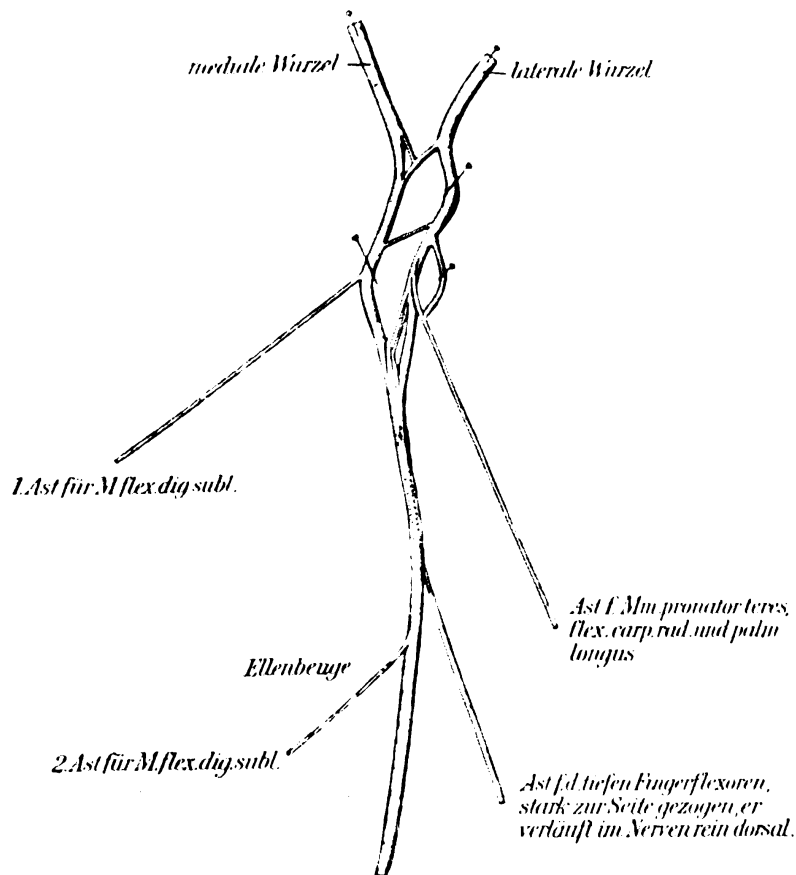 mediale Wurzel
laterale Wurzel
1. Ast für M flex.dig subl.
Ast f. Mm. pronator teres,
flex. carp. rad. und palm
longus
Ellenbeuge
2. Ast für M. flex. dig. subl.
Ast f. d. tiefen Fingerflexoren,
stark zur Seite gezogen, er
verläuft im Nerven rein dorsal.